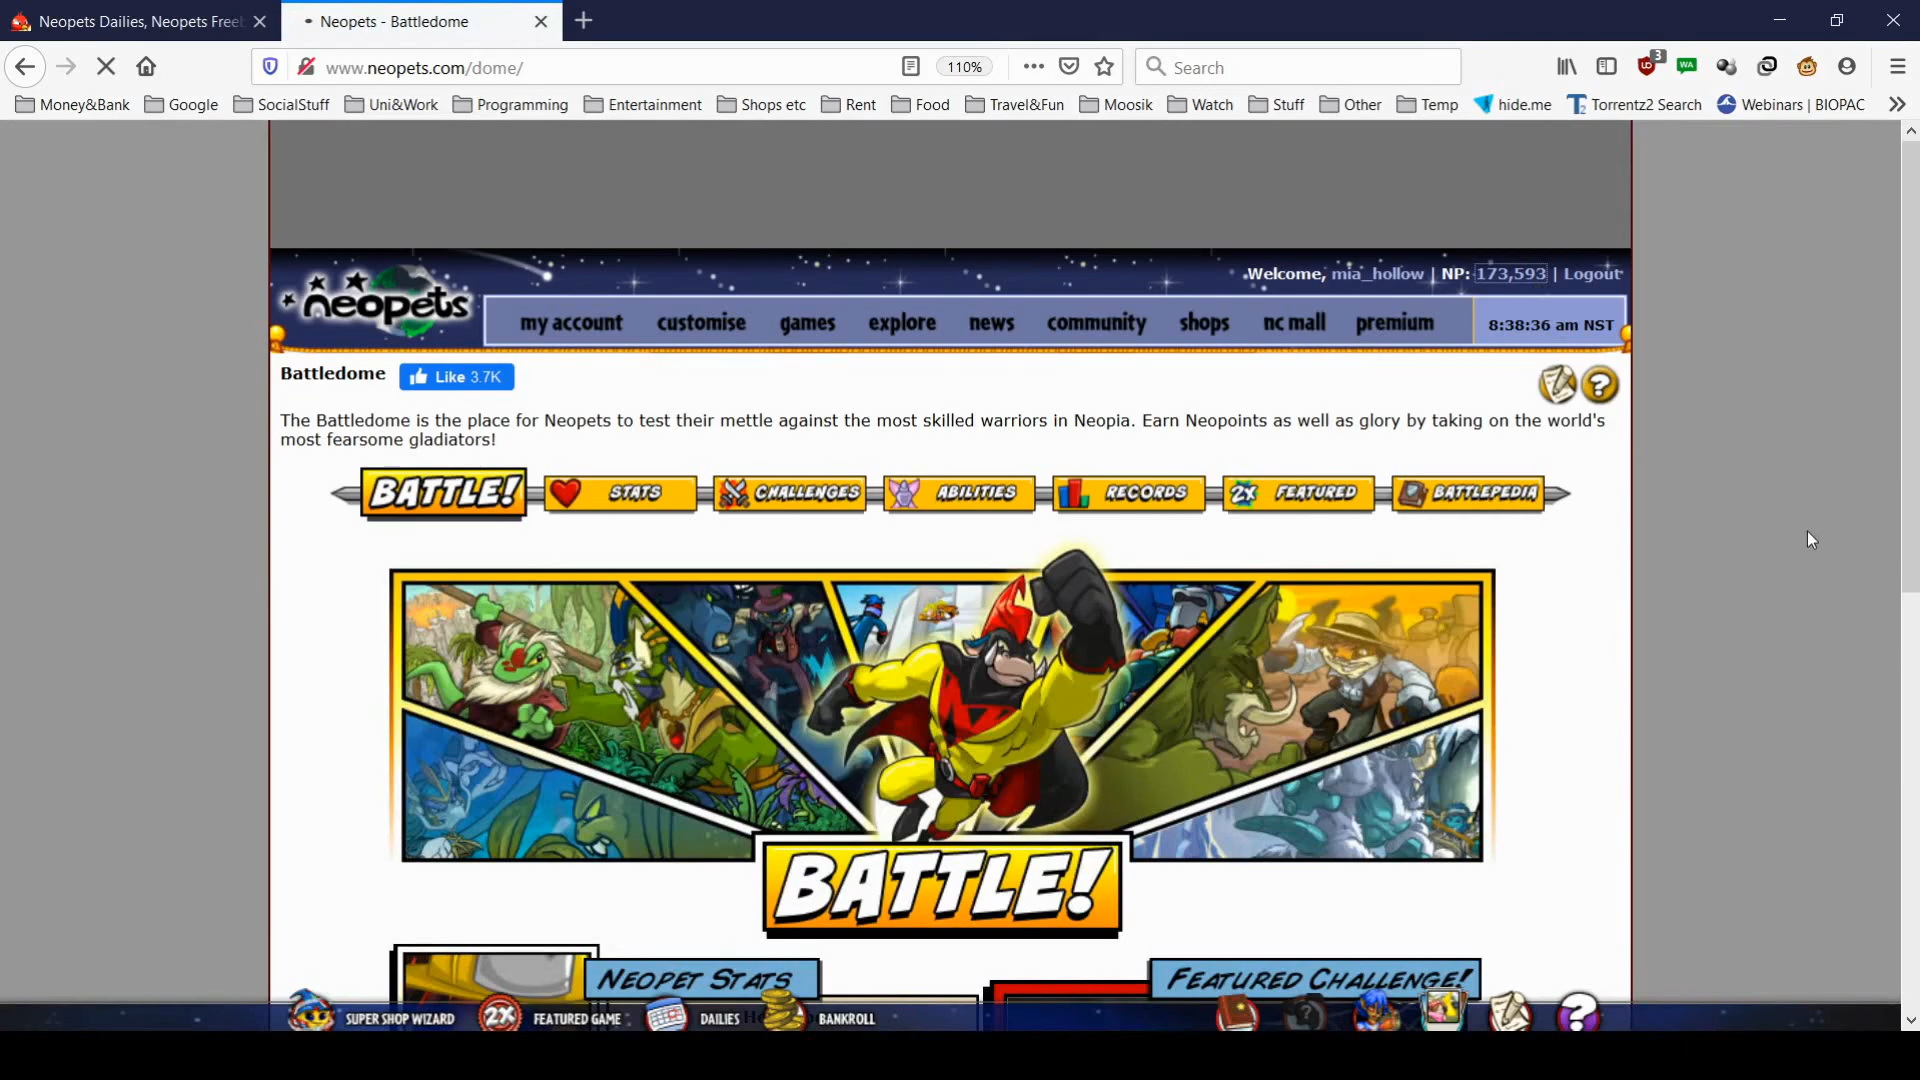 Neopets Dailies, Neopets Free
Neopets - Battledome
www.neopets.com/dome/
110%
Search
3
Money&Bank
Google
SocialStuff
Uni&Work
Programming
Entertainment
Shops etc
Rent
Food
Travel&Fun
Moosik
Watch
Stuff
Other
Temp
hide.me
Torrentz2 Search
Webinars | BIOPAC
neopets
Welcome, mia_hollow | NP: 173,593 | Logout
my account
customise
games
explore
news
community
shops
nc mall
premium
8:38:36 am NST
Battledome
Like 3.7K
The Battledome is the place for Neopets to test their mettle against the most skilled warriors in Neopia. Earn Neopoints as well as glory by taking on the world's
most fearsome gladiators!
BATTLE!
STATS
CHALLENGES
ABILITIES
RECORDS
2X FEATURED
BATTLEPEDIA
BATTLE!
NEOPET STATS
FEATURED CHALLENGE!
SUPER SHOP WIZARD
2X FEATURED GAME
DAILIES
BANKROLL